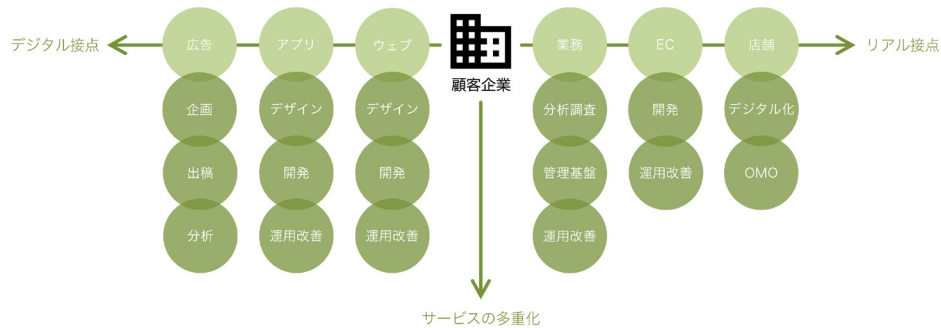 デジタル接点
広告
アプリ
ウェブ
顧客企業
業務
EC
店舗
リアル接点
企画
デザイン
デザイン
分析調査
開発
デジタル化
出稿
開発
開発
管理基盤
運用改善
OMO
分析
運用改善
運用改善
運用改善
サービスの多重化